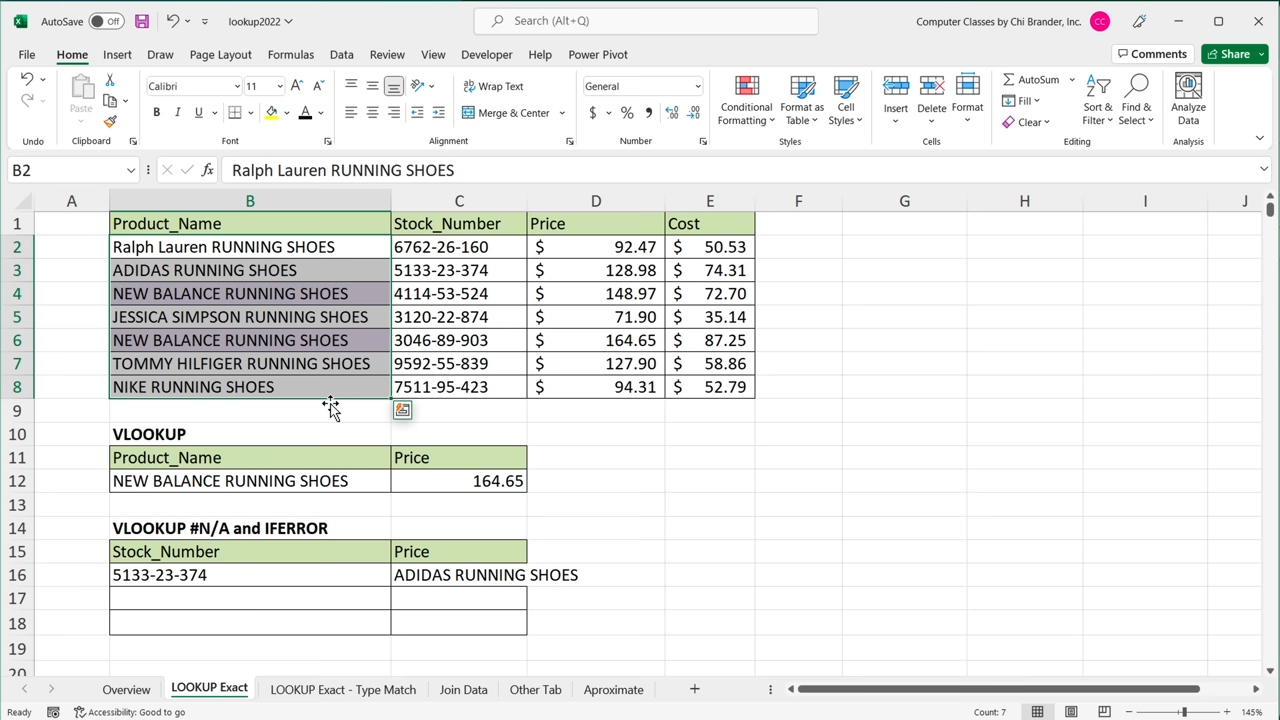 AutoSave Off lookup2022 Search (Alt+Q) Computer Classes by Chi Brander, Inc. CC
File Home Insert Draw Page Layout Formulas Data Review View Developer Help Power Pivot Comments Share
Paste
Clipboard
Undo
Calibri 11
B I U A
Font
Wrap Text
Merge & Center
Alignment
General
$ % ,
Number
Conditional Formatting
Format as Table
Cell Styles
Styles
Insert Delete Format
Cells
AutoSum
Fill
Clear
Sort & Filter
Find & Select
Editing
Analyze Data
Analysis
B2 fx Ralph Lauren RUNNING SHOES
A B C D E F G H I J
1 Product_Name Stock_Number Price Cost
2 Ralph Lauren RUNNING SHOES 6762-26-160 $ 92.47 $ 50.53
3 ADIDAS RUNNING SHOES 5133-23-374 $ 128.98 $ 74.31
4 NEW BALANCE RUNNING SHOES 4114-53-524 $ 148.97 $ 72.70
5 JESSICA SIMPSON RUNNING SHOES 3120-22-874 $ 71.90 $ 35.14
6 NEW BALANCE RUNNING SHOES 3046-89-903 $ 164.65 $ 87.25
7 TOMMY HILFIGER RUNNING SHOES 9592-55-839 $ 127.90 $ 58.86
8 NIKE RUNNING SHOES 7511-95-423 $ 94.31 $ 52.79
9
10 VLOOKUP
11 Product_Name Price
12 NEW BALANCE RUNNING SHOES 164.65
13
14 VLOOKUP #N/A and IFERROR
15 Stock_Number Price
16 5133-23-374 ADIDAS RUNNING SHOES
17
18
19
20
Overview LOOKUP Exact LOOKUP Exact - Type Match Join Data Other Tab Aproximate
Ready Accessibility: Good to go Count: 7 145%